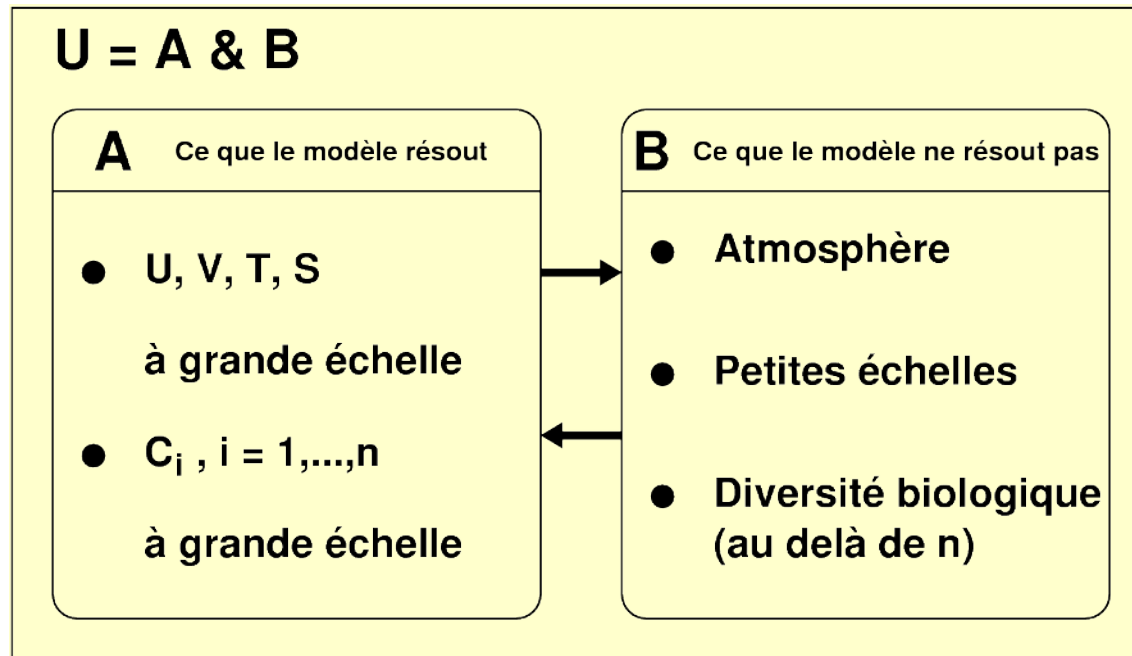 U = A & B
A Ce que le modèle résout
● U, V, T, S
à grande échelle
● Cᵢ , i = 1,...,n
à grande échelle
B Ce que le modèle ne résout pas
● Atmosphère
● Petites échelles
● Diversité biologique
(au delà de n)